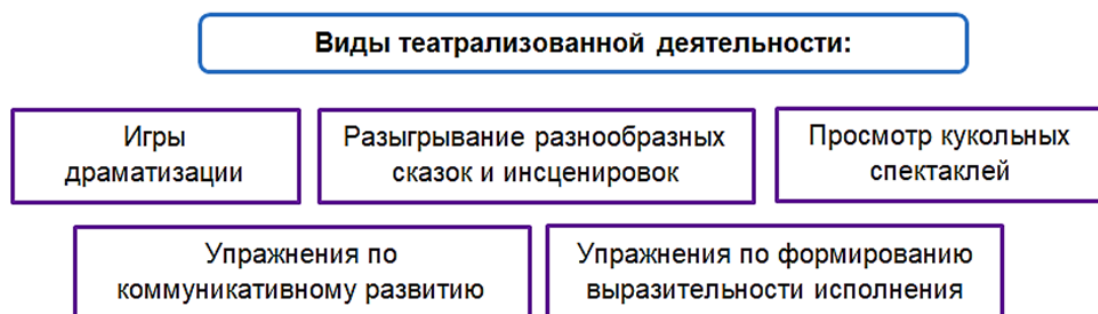 Виды театрализованной деятельности:
Игры
драматизации
Разыгрывание разнообразных
сказок и инсценировок
Просмотр кукольных
спектаклей
Упражнения по
коммуникативному развитию
Упражнения по формированию
выразительности исполнения